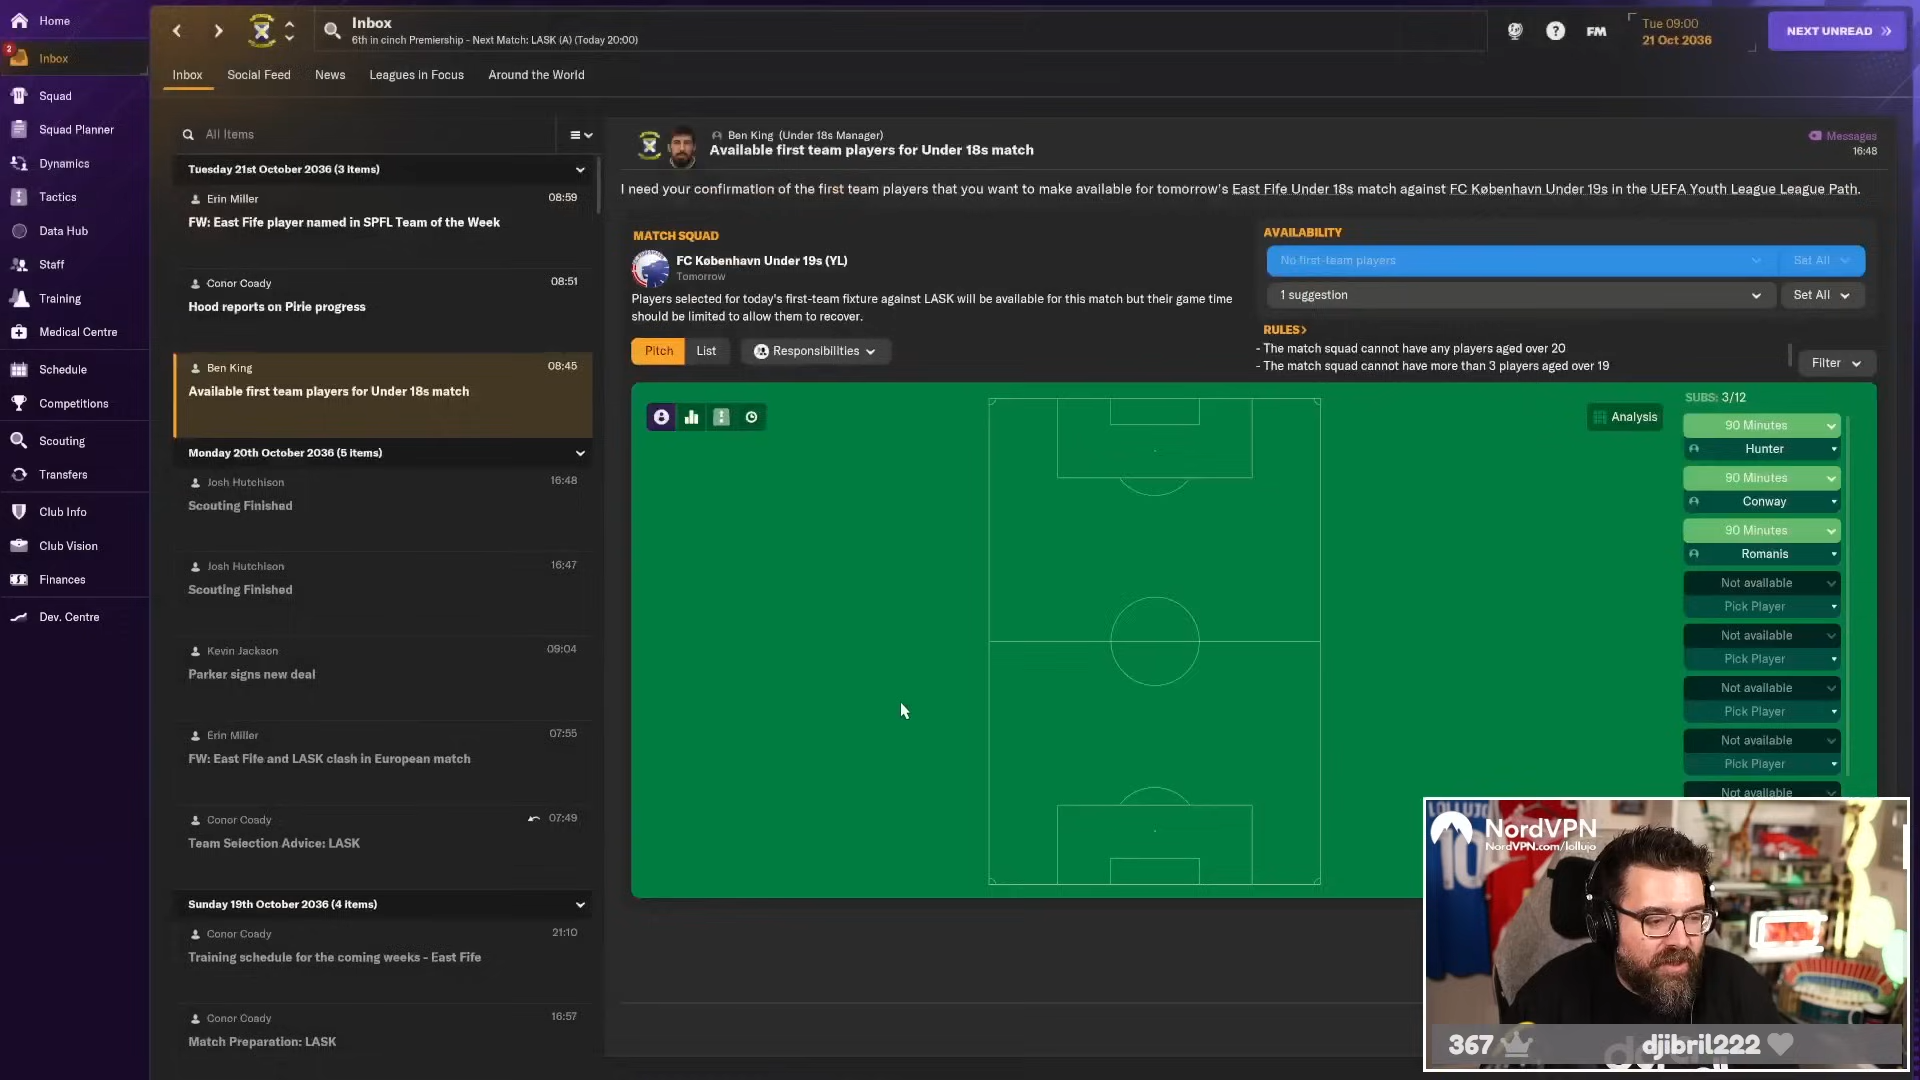 Home
Inbox
6th in cinch Premiership - Next Match: LASK (A) (Today 20:00)
FM
Tue 09:00
21 Oct 2036
NEXT UNREAD
2
Inbox
Squad
Squad Planner
Dynamics
Tactics
Data Hub
Staff
Training
Medical Centre
Schedule
Competitions
Scouting
Transfers
Club Info
Club Vision
Finances
Dev. Centre
Inbox Social Feed News Leagues in Focus Around the World
All Items
Tuesday 21st October 2036 (3 items)
Erin Miller 08:59
FW: East Fife player named in SPFL Team of the Week
Conor Coady 08:51
Hood reports on Pirie progress
Ben King 08:45
Available first team players for Under 18s match
Monday 20th October 2036 (5 items)
Josh Hutchison 16:48
Scouting Finished
Josh Hutchison 16:47
Scouting Finished
Kevin Jackson 09:04
Parker signs new deal
Erin Miller 07:55
FW: East Fife and LASK clash in European match
Conor Coady 07:49
Team Selection Advice: LASK
Sunday 19th October 2036 (4 items)
Conor Coady 21:10
Training schedule for the coming weeks - East Fife
Conor Coady 16:57
Match Preparation: LASK
Ben King (Under 18s Manager)
Available first team players for Under 18s match
Messages
16:48
I need your confirmation of the first team players that you want to make available for tomorrow's East Fife Under 18s match against FC København Under 19s in the UEFA Youth League League Path.
MATCH SQUAD
FC København Under 19s (YL)
Tomorrow
Players selected for today's first-team fixture against LASK will be available for this match but their game time
should be limited to allow them to recover.
Pitch List Responsibilities
AVAILABILITY
No first-team players Set All
1 suggestion Set All
RULES >
- The match squad cannot have any players aged over 20
- The match squad cannot have more than 3 players aged over 19
Filter
Analysis
SUBS: 3/12
90 Minutes
Hunter
90 Minutes
Conway
90 Minutes
Romanis
Not available
Pick Player
Not available
Pick Player
Not available
Pick Player
Not available
Pick Player
Not available
LOLLUJO
10
NordVPN
NordVPN.com/lollujo
367 djibril222